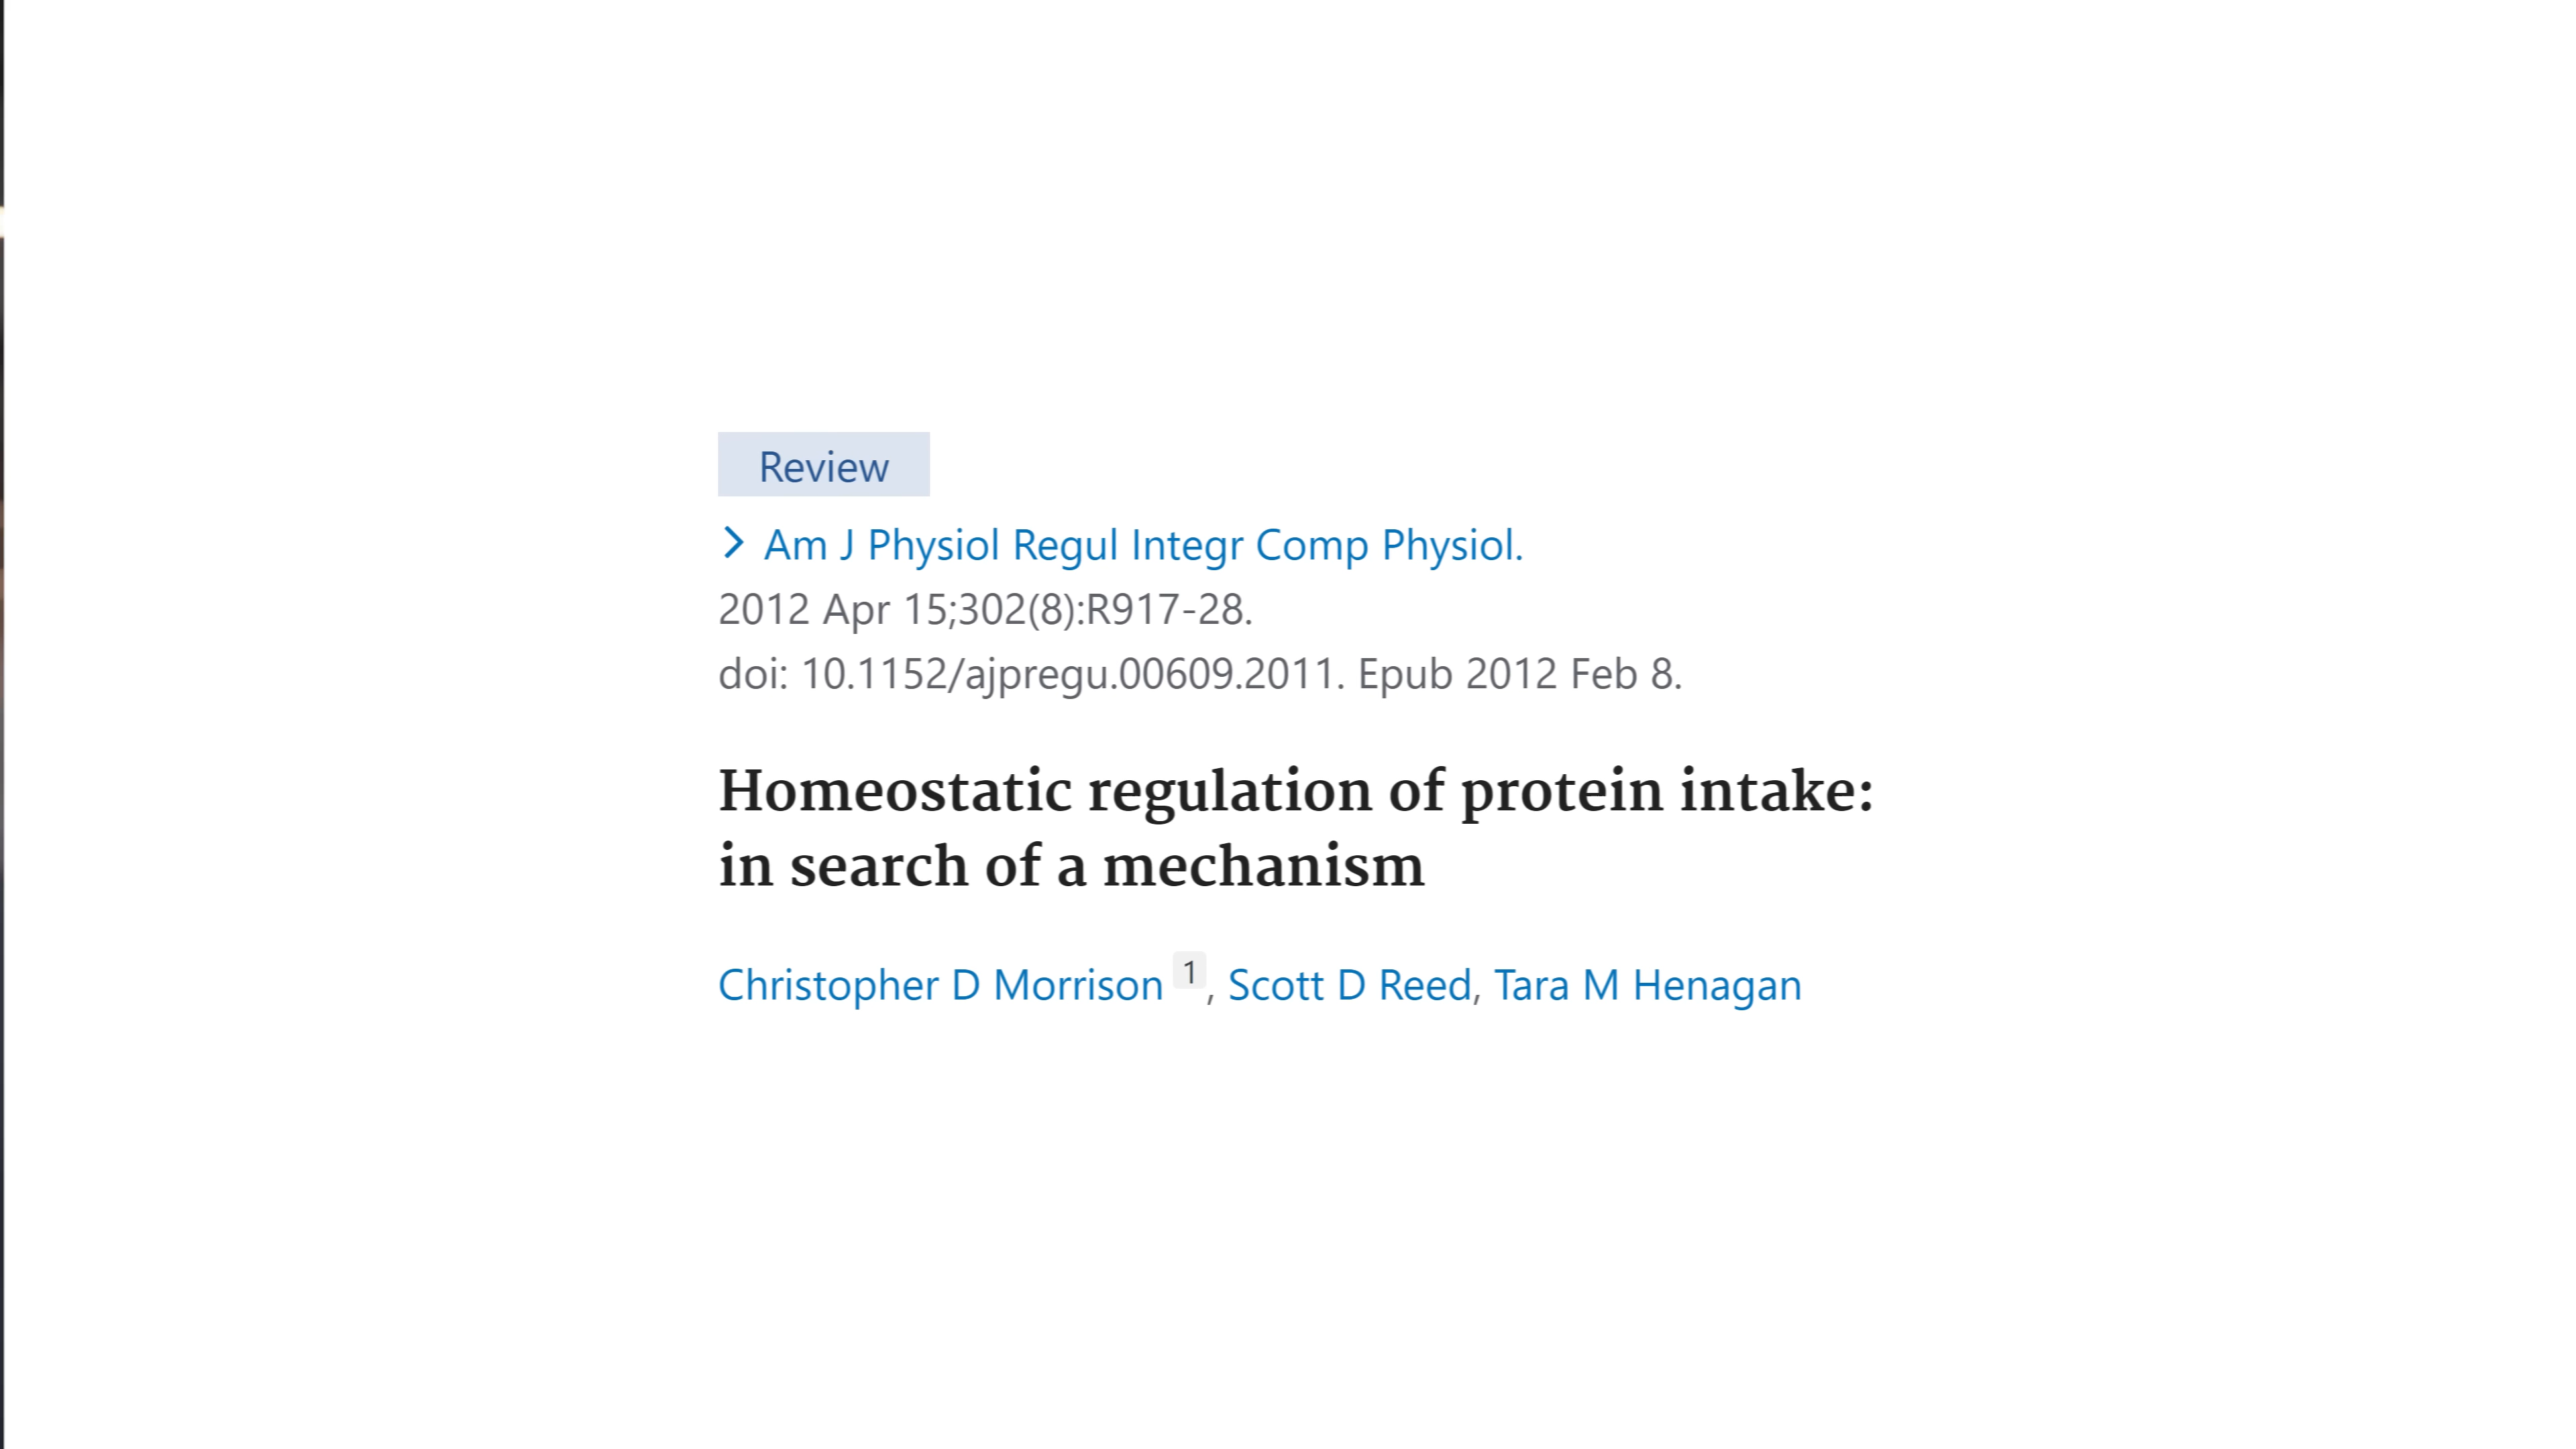 Review
> Am J Physiol Regul Integr Comp Physiol.
2012 Apr 15;302(8):R917-28.
doi: 10.1152/ajpregu.00609.2011. Epub 2012 Feb 8.
Homeostatic regulation of protein intake:
in search of a mechanism
Christopher D Morrison 1, Scott D Reed, Tara M Henagan